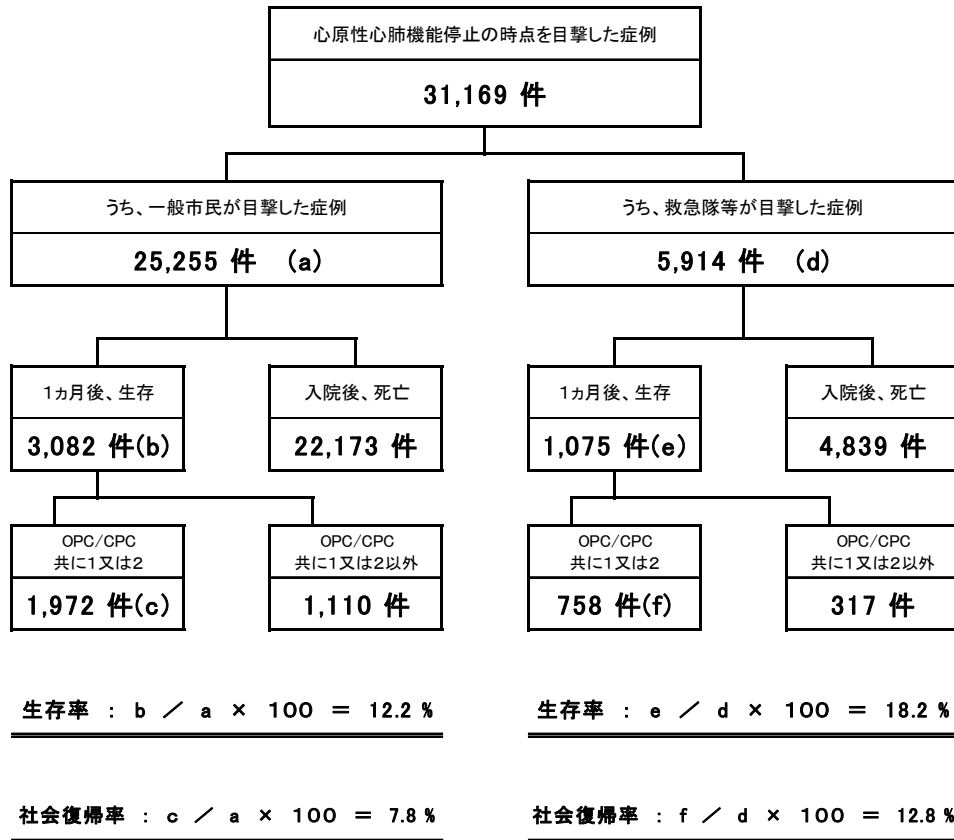 心原性心肺機能停止の時点を目撃した症例
31,169 件
うち、一般市民が目撃した症例
25,255 件 (a)
うち、救急隊等が目撃した症例
5,914 件 (d)
1ヵ月後、生存
3,082 件(b)
入院後、死亡
22,173 件
1ヵ月後、生存
1,075 件(e)
入院後、死亡
4,839 件
OPC/CPC
共に1又は2
1,972 件(c)
OPC/CPC
共に1又は2以外
1,110 件
OPC/CPC
共に1又は2
758 件(f)
OPC/CPC
共に1又は2以外
317 件
生存率 : b / a × 100 = 12.2 %
生存率 : e / d × 100 = 18.2 %
社会復帰率 : c / a × 100 = 7.8 %
社会復帰率 : f / d × 100 = 12.8 %